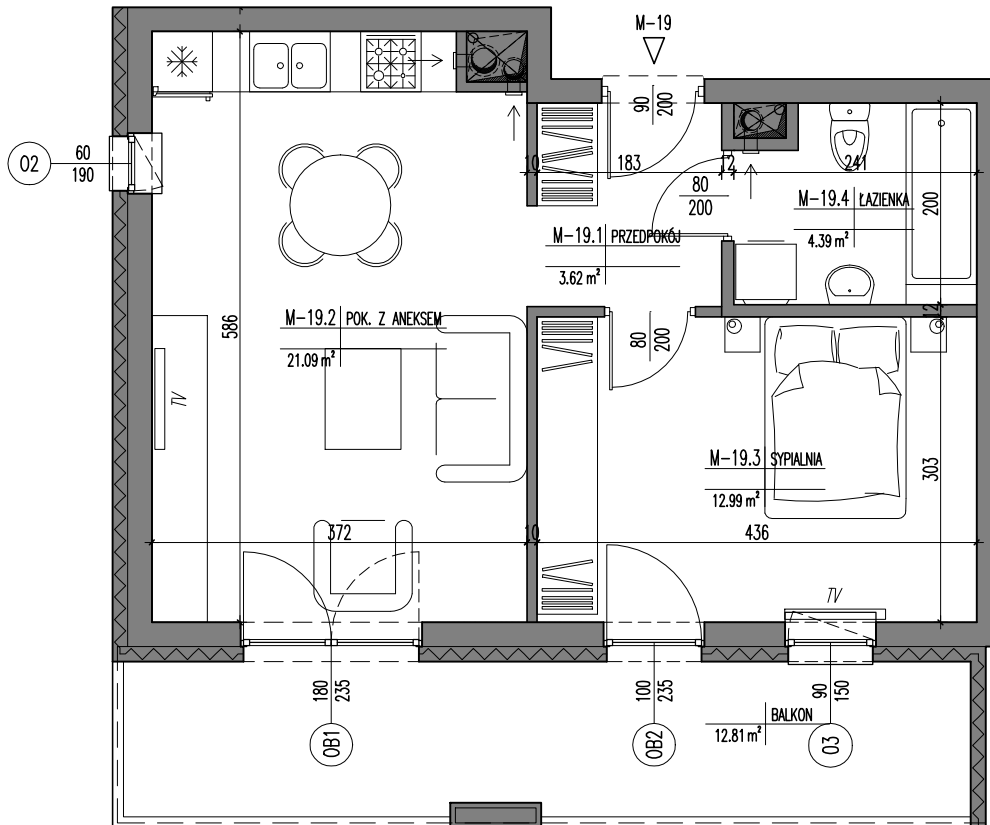 M-19
90
200
O2
60
190
10
183
12
241
80
200
M-19.4 ŁAZIENKA
4.39 m²
200
M-19.1 PRZEDPOKÓJ
3.62 m²
12
M-19.2 POK. Z ANEKSEM
21.09 m²
586
80
200
TV
M-19.3 SYPIALNIA
12.99 m²
303
372
10
436
TV
180
235
100
235
90
150
BALKON
12.81 m²
OB1
OB2
O3